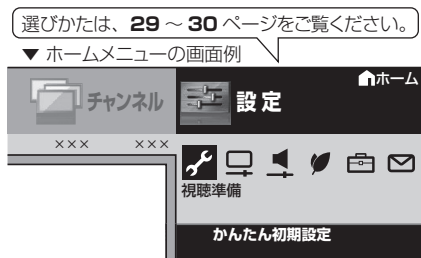 選びかたは、29 ～ 30 ページをご覧ください。
▼ ホームメニューの画面例
ホーム
チャンネル
設定
××× ×××
視聴準備
かんたん初期設定